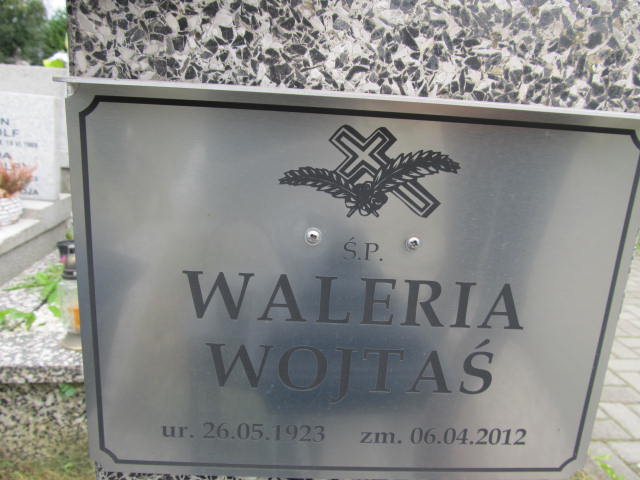 Ś.P.
WALERIA
WOJTAŚ
ur. 26.05.1923 zm. 06.04.2012